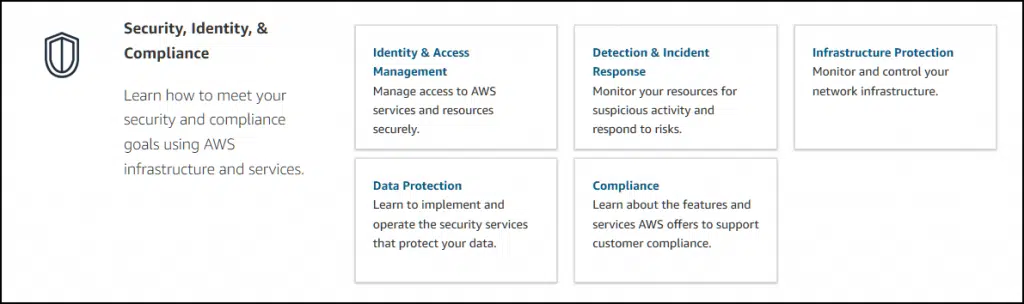 Security, Identity, &
Compliance
Learn how to meet your
security and compliance
goals using AWS
infrastructure and services.
Identity & Access
Management
Manage access to AWS
services and resources
securely.
Detection & Incident
Response
Monitor your resources for
suspicious activity and
respond to risks.
Infrastructure Protection
Monitor and control your
network infrastructure.
Data Protection
Learn to implement and
operate the security services
that protect your data.
Compliance
Learn about the features and
services AWS offers to support
customer compliance.